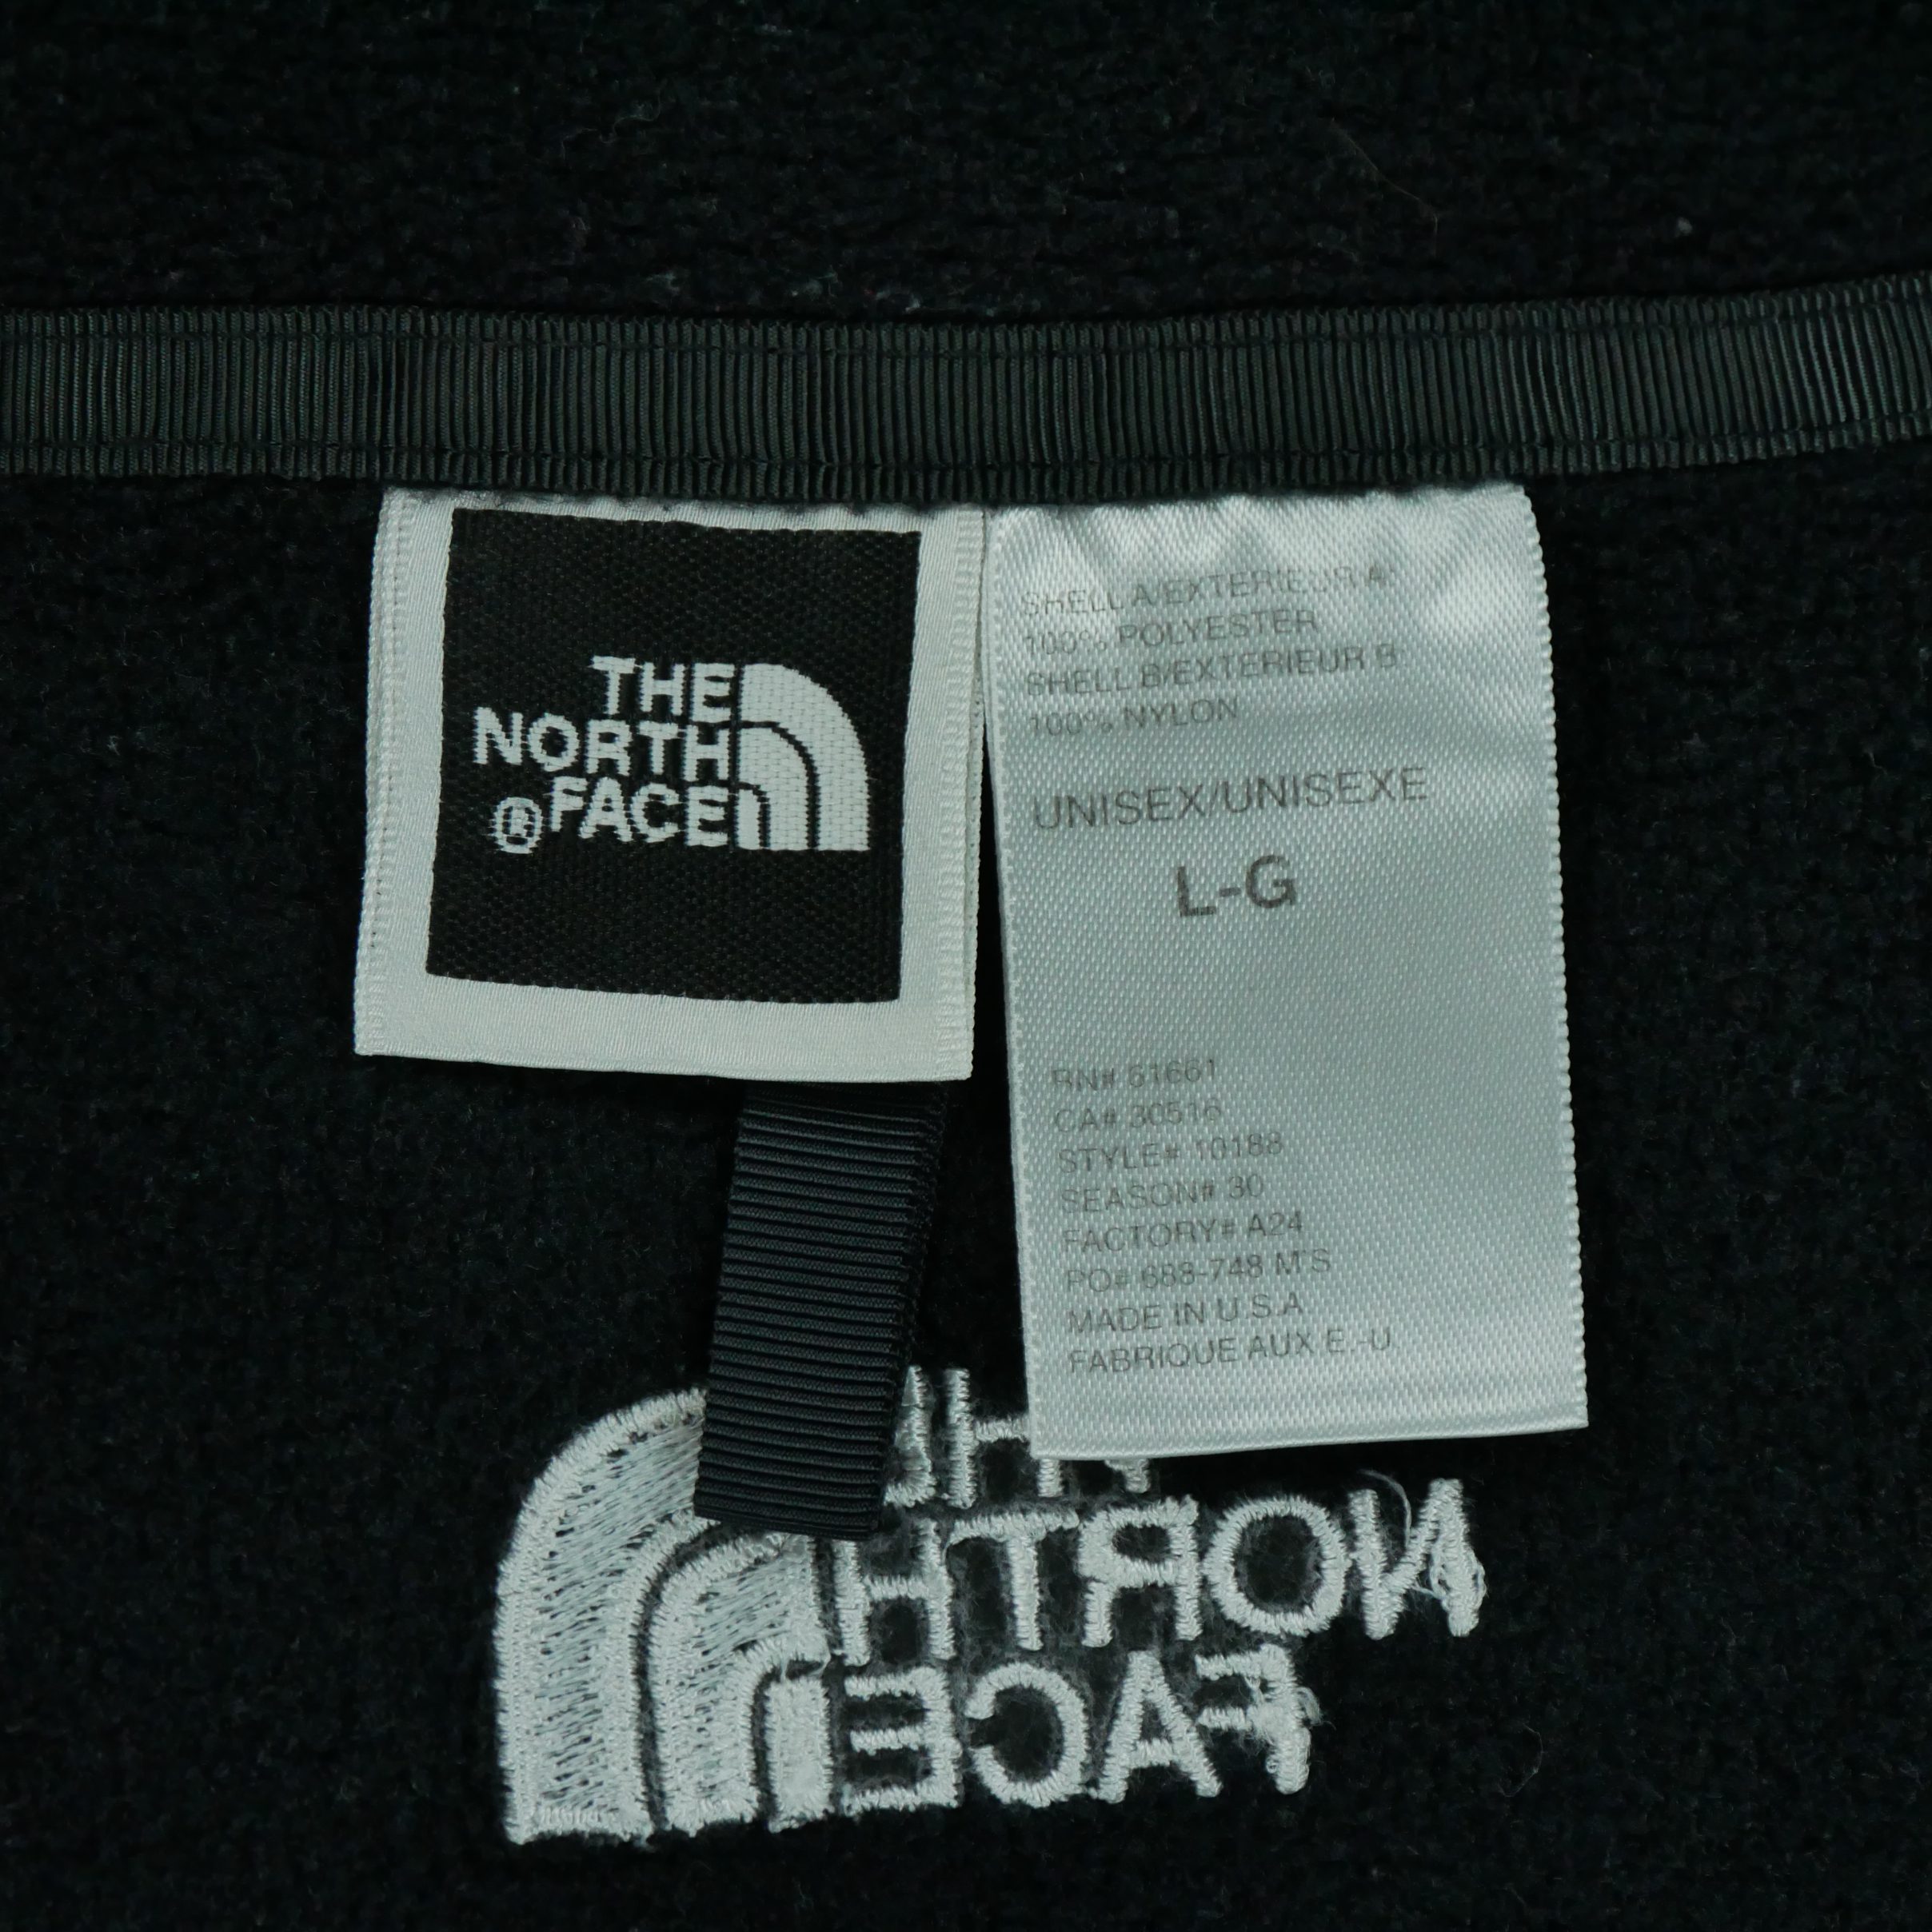 THE
NORTH
®FACE
SHELL A/EXTERIEUR A:
100% POLYESTER
SHELL B/EXTERIEUR B:
100% NYLON
UNISEX/UNISEXE
L-G
RN# 61661
CA# 30516
STYLE# 10188
SEASON# 30
FACTORY# A24
PO# 683-748 M'S
MADE IN U.S.A
FABRIQUE AUX E.-U
THE
NORTH
FACE